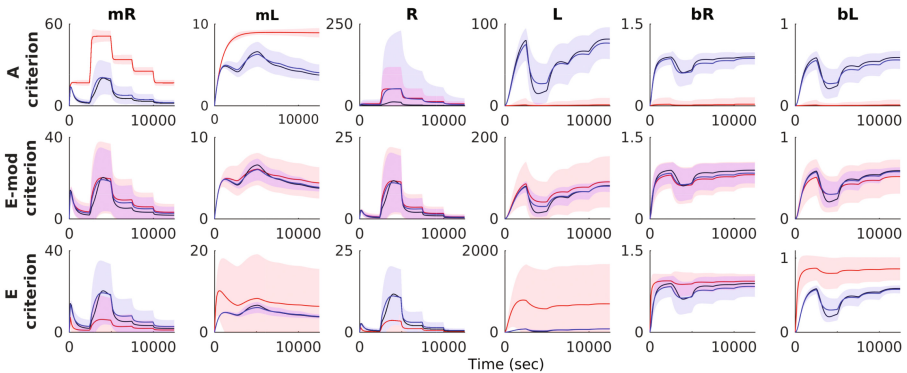 mR mL R L bR bL
A criterion
60 10 250 100 1.5 1
0 0 0 0 0 0
0 10000 0 10000 0 10000 0 10000 0 10000 0 10000
E-mod criterion
40 10 25 200 1.5 1
0 0 0 0 0 0
0 10000 0 10000 0 10000 0 10000 0 10000 0 10000
E criterion
40 20 25 2000 1.5 1
0 0 0 0 0 0
0 10000 0 10000 0 10000 0 10000 0 10000 0 10000
Time (sec)